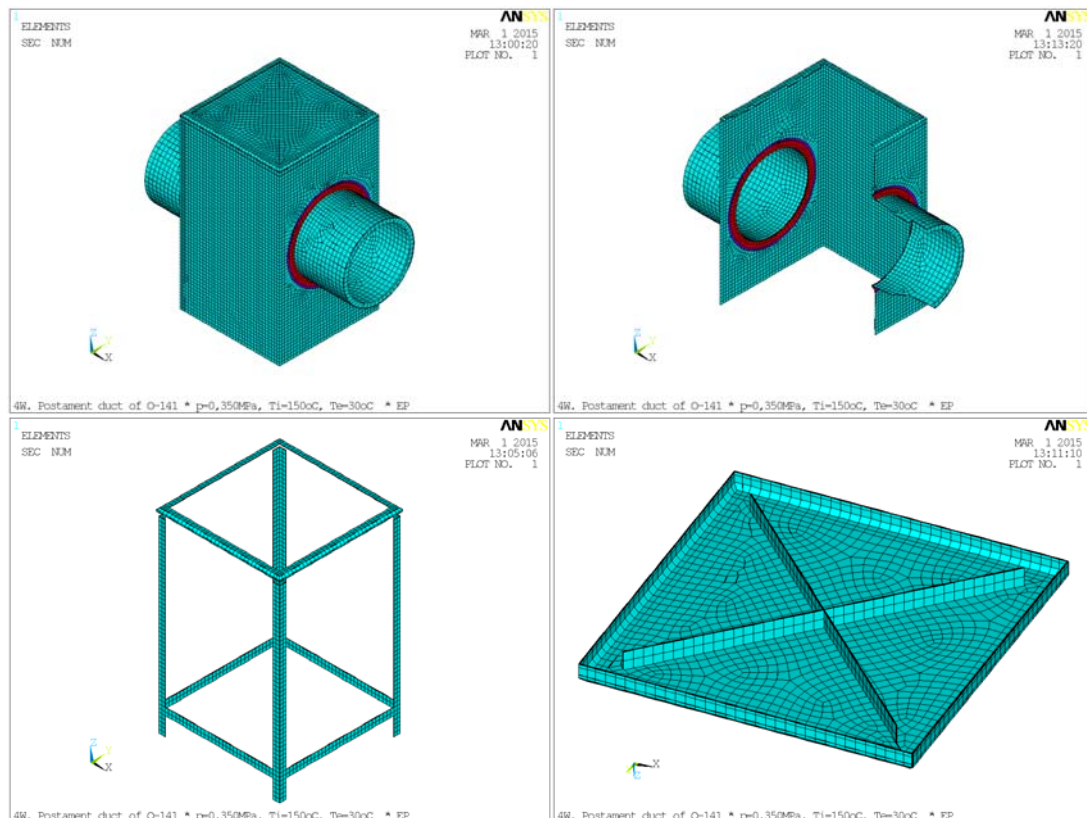 1
ELEMENTS
SEC NUM
ANSYS
MAR 1 2015
13:00:20
PLOT NO. 1
Z
Y
X
4W. Postament duct of O-141 * p=0,350MPa, Ti=150oC, Te=30oC * EP
1
ELEMENTS
SEC NUM
ANSYS
MAR 1 2015
13:13:20
PLOT NO. 1
Z
Y
X
4W. Postament duct of O-141 * p=0,350MPa, Ti=150oC, Te=30oC * EP
1
ELEMENTS
SEC NUM
ANSYS
MAR 1 2015
13:05:06
PLOT NO. 1
Z
Y
X
4W. Postament duct of O-141 * p=0,350MPa, Ti=150oC, Te=30oC * EP
1
ELEMENTS
SEC NUM
ANSYS
MAR 1 2015
13:11:10
PLOT NO. 1
X
Z
4W. Postament duct of O-141 * p=0,350MPa, Ti=150oC, Te=30oC * EP